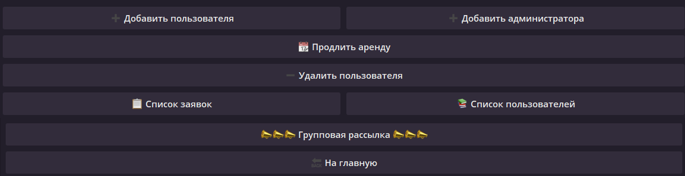 ➕ Добавить пользователя
➕ Добавить администратора
📆 Продлить аренду
➖ Удалить пользователя
📋 Список заявок
📚 Список пользователей
📣📣📣 Групповая рассылка 📣📣📣
🔙 На главную